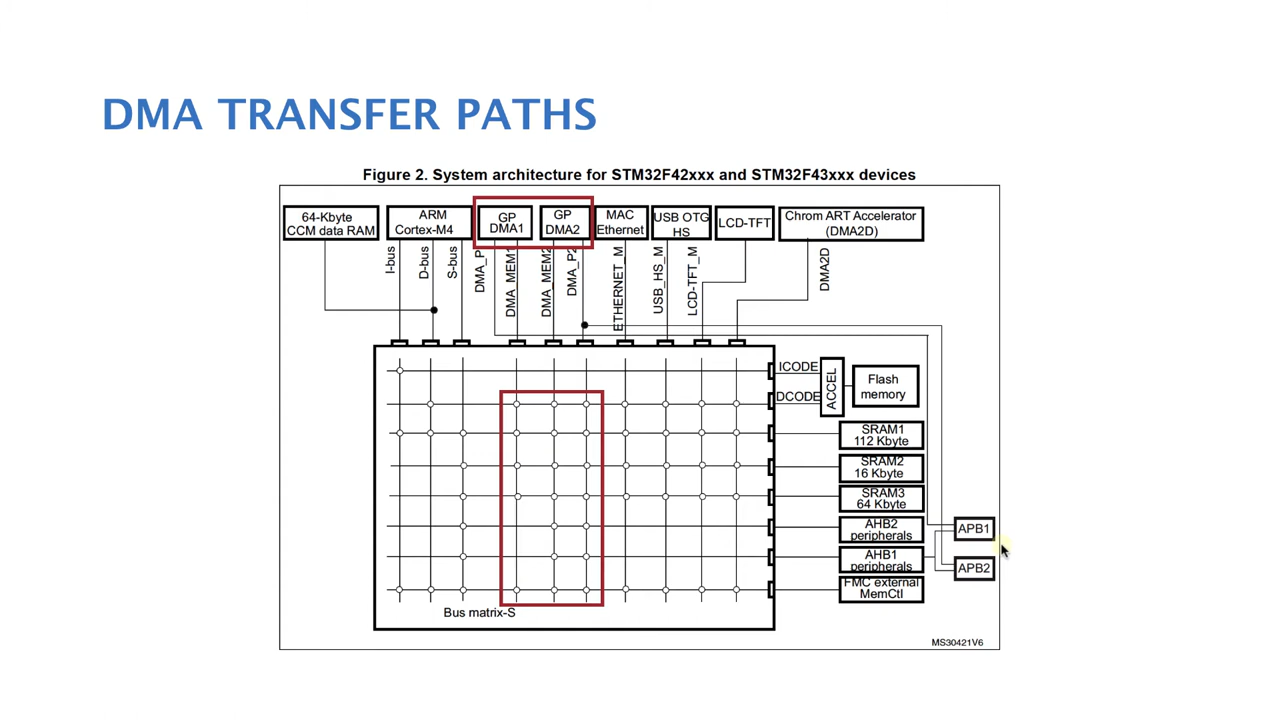 DMA TRANSFER PATHS
Figure 2. System architecture for STM32F42xxx and STM32F43xxx devices
64-Kbyte
CCM data RAM
ARM
Cortex-M4
GP
DMA1
GP
DMA2
MAC
Ethernet
USB OTG
HS
LCD-TFT
Chrom ART Accelerator
(DMA2D)
I-bus
D-bus
S-bus
DMA_P
DMA_MEM1
DMA_MEM2
DMA_P2
ETHERNET_M
USB_HS_M
LCD-TFT_M
DMA2D
ICODE
DCODE
ACCEL
Flash
memory
SRAM1
112 Kbyte
SRAM2
16 Kbyte
SRAM3
64 Kbyte
AHB2
peripherals
AHB1
peripherals
FMC external
MemCtl
APB1
APB2
Bus matrix-S
MS30421V6